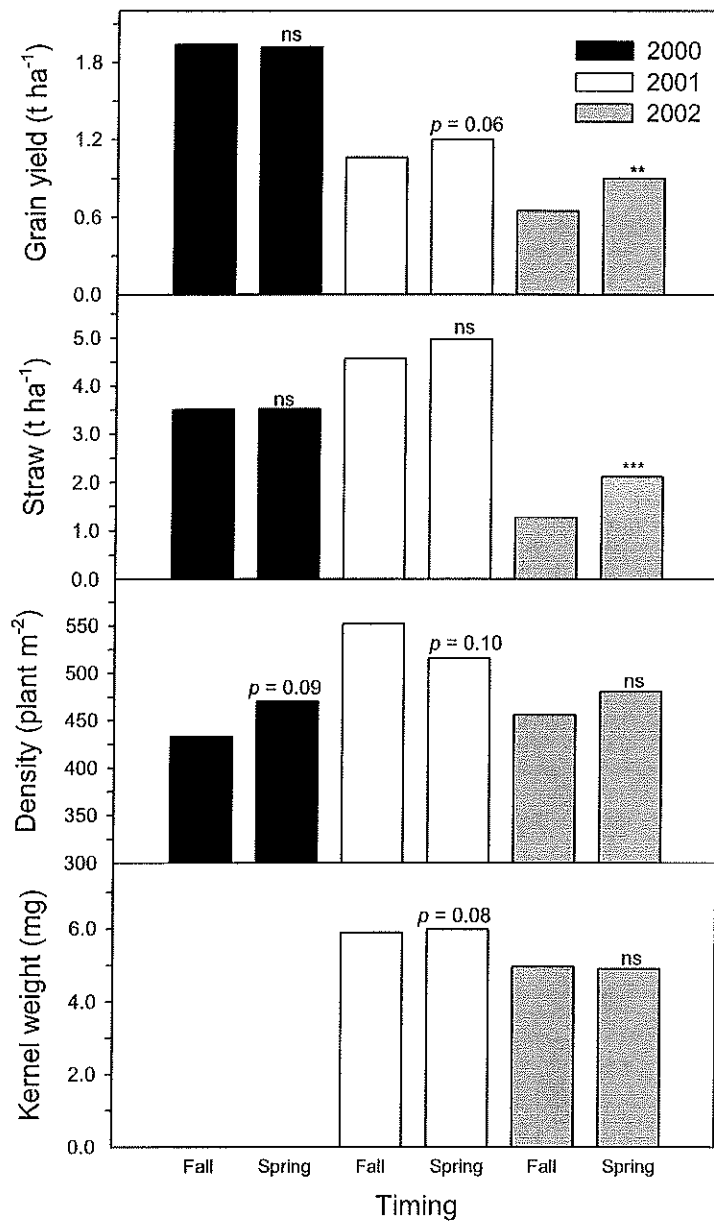 Grain yield (t ha⁻¹)
1.8
1.2
0.6
0.0
ns
p = 0.06
**
2000
2001
2002
Straw (t ha⁻¹)
5.0
4.0
3.0
2.0
1.0
0.0
ns
ns
***
Density (plant m⁻²)
550
500
450
400
350
300
p = 0.09
p = 0.10
ns
Kernel weight (mg)
6.0
4.0
2.0
0.0
p = 0.08
ns
Fall Spring Fall Spring Fall Spring
Timing